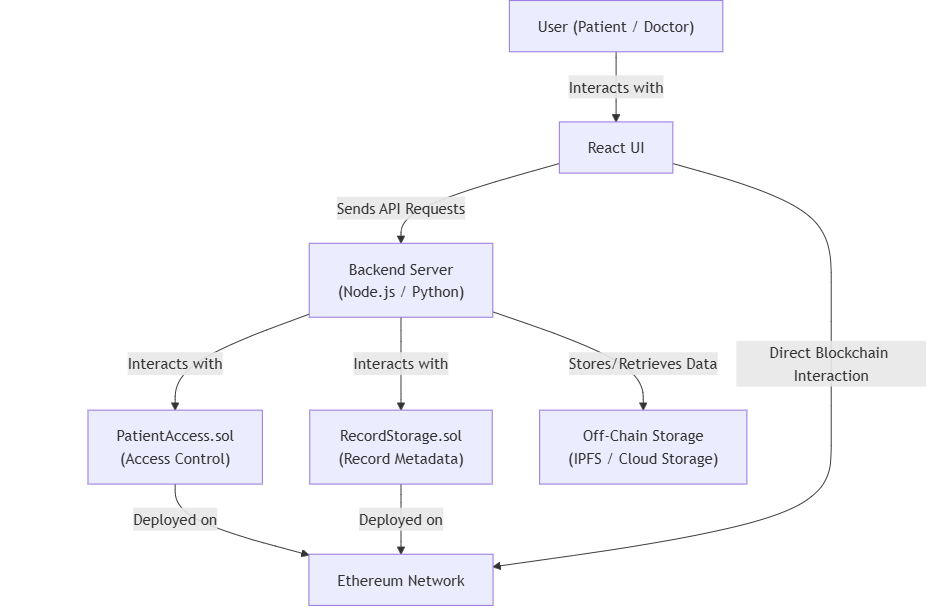 User (Patient / Doctor)
Interacts with
React UI
Sends API Requests
Backend Server
(Node.js / Python)
Direct Blockchain
Interaction
Interacts with
Interacts with
Stores/Retrieves Data
PatientAccess.sol
(Access Control)
RecordStorage.sol
(Record Metadata)
Off-Chain Storage
(IPFS / Cloud Storage)
Deployed on
Deployed on
Ethereum Network